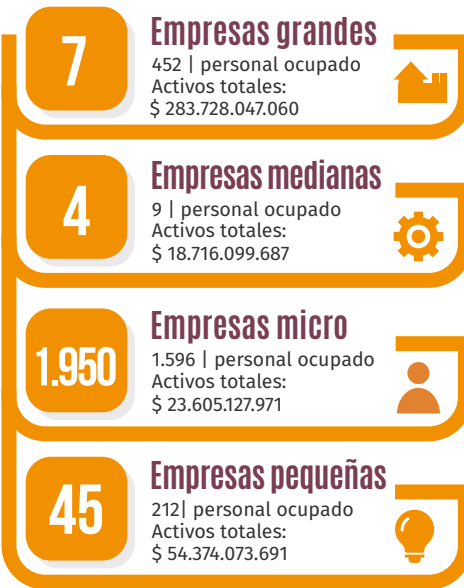 7
Empresas grandes
452 | personal ocupado
Activos totales:
$ 283.728.047.060
4
Empresas medianas
9 | personal ocupado
Activos totales:
$ 18.716.099.687
1.950
Empresas micro
1.596 | personal ocupado
Activos totales:
$ 23.605.127.971
45
Empresas pequeñas
212| personal ocupado
Activos totales:
$ 54.374.073.691